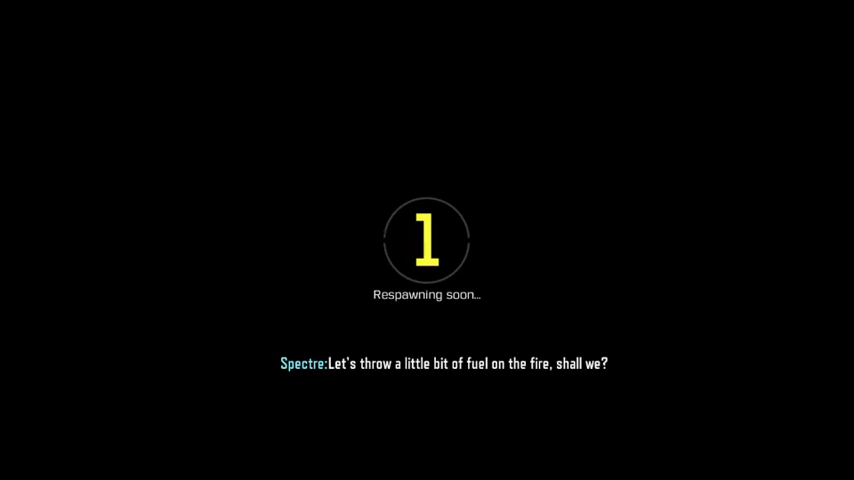 1
Respawning soon...
Spectre:Let's throw a little bit of fuel on the fire, shall we?